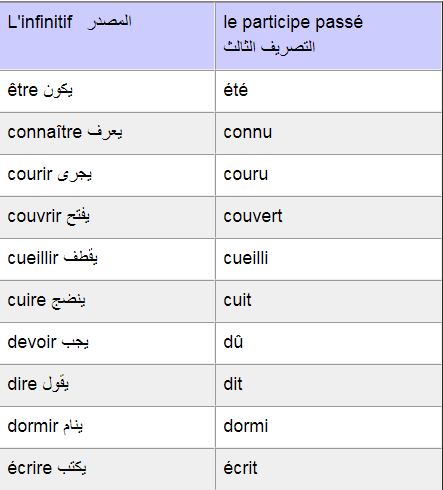 L'infinitif المصدر
le participe passé
التصريف الثالث
être يكون
été
connaître يعرف
connu
courir يجرى
couru
couvrir يفتح
couvert
cueillir يقطف
cueilli
cuire ينضج
cuit
devoir يجب
dû
dire يقول
dit
dormir ينام
dormi
écrire يكتب
écrit